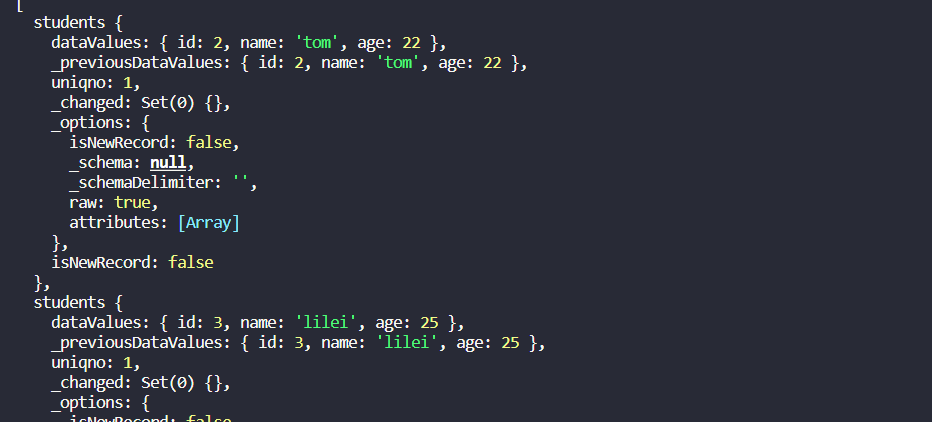 [
students {
dataValues: { id: 2, name: 'tom', age: 22 },
_previousDataValues: { id: 2, name: 'tom', age: 22 },
uniqno: 1,
_changed: Set(0) {},
_options: {
isNewRecord: false,
_schema: null,
_schemaDelimiter: '',
raw: true,
attributes: [Array]
},
isNewRecord: false
},
students {
dataValues: { id: 3, name: 'lilei', age: 25 },
_previousDataValues: { id: 3, name: 'lilei', age: 25 },
uniqno: 1,
_changed: Set(0) {},
_options: {
isNewRecord: false